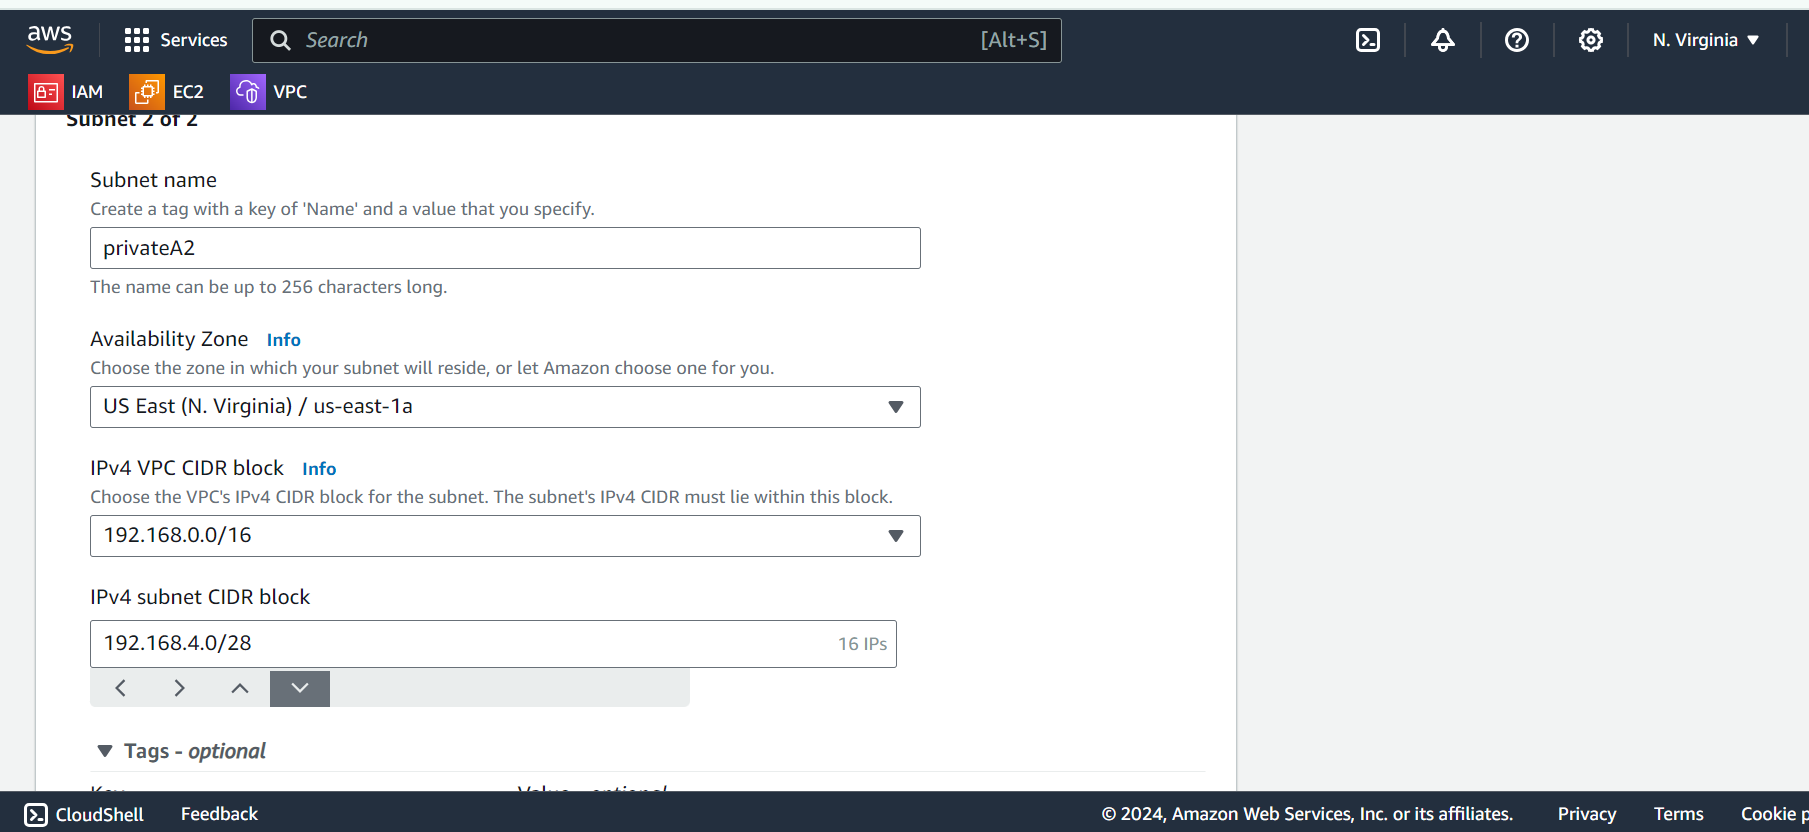 aws Services Search [Alt+S] N. Virginia
IAM EC2 VPC
Subnet 2 of 2
Subnet name
Create a tag with a key of 'Name' and a value that you specify.
privateA2
The name can be up to 256 characters long.
Availability Zone Info
Choose the zone in which your subnet will reside, or let Amazon choose one for you.
US East (N. Virginia) / us-east-1a
IPv4 VPC CIDR block Info
Choose the VPC's IPv4 CIDR block for the subnet. The subnet's IPv4 CIDR must lie within this block.
192.168.0.0/16
IPv4 subnet CIDR block
192.168.4.0/28 16 IPs
Tags - optional
Key Value - optional
CloudShell Feedback © 2024, Amazon Web Services, Inc. or its affiliates. Privacy Terms Cookie p